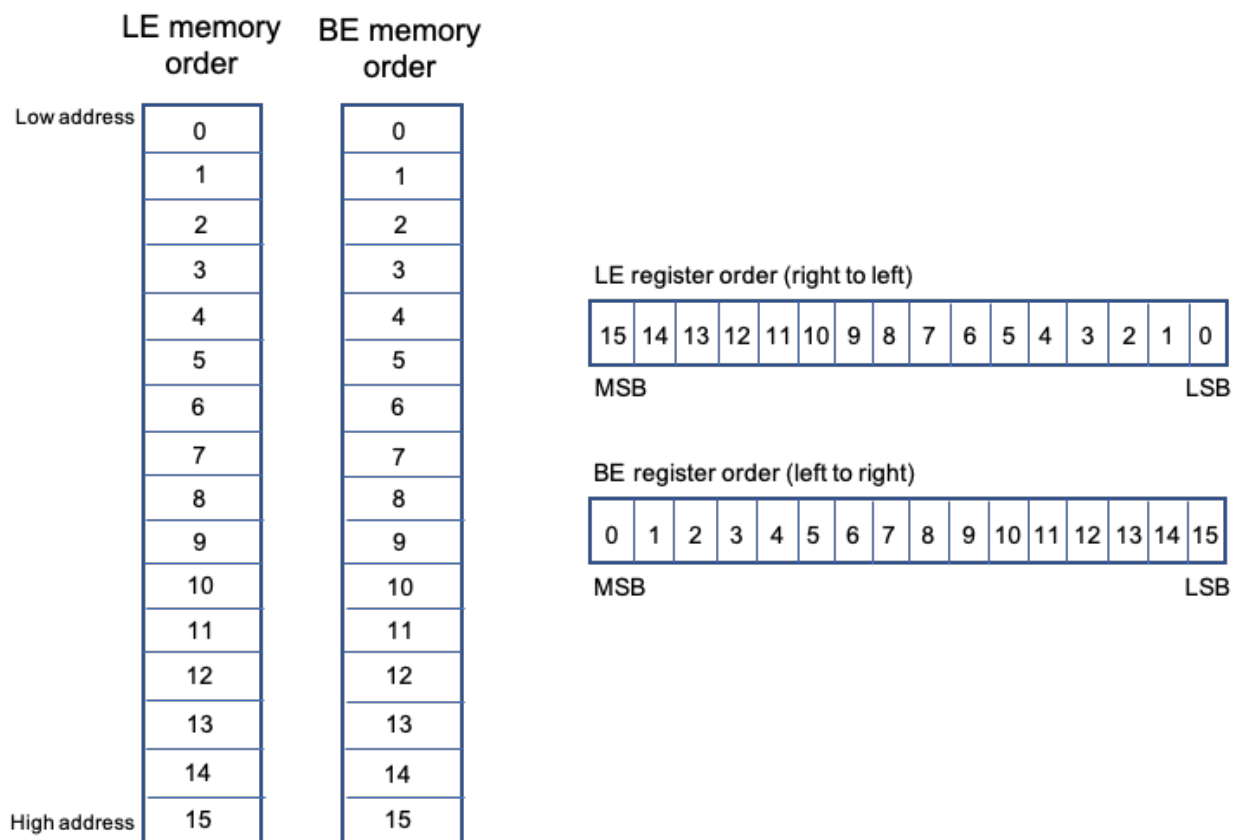 LE memory
order
BE memory
order
Low address
0
1
2
3
4
5
6
7
8
9
10
11
12
13
14
15
High address
0
1
2
3
4
5
6
7
8
9
10
11
12
13
14
15
LE register order (right to left)
15 14 13 12 11 10 9 8 7 6 5 4 3 2 1 0
MSB LSB
BE register order (left to right)
0 1 2 3 4 5 6 7 8 9 10 11 12 13 14 15
MSB LSB